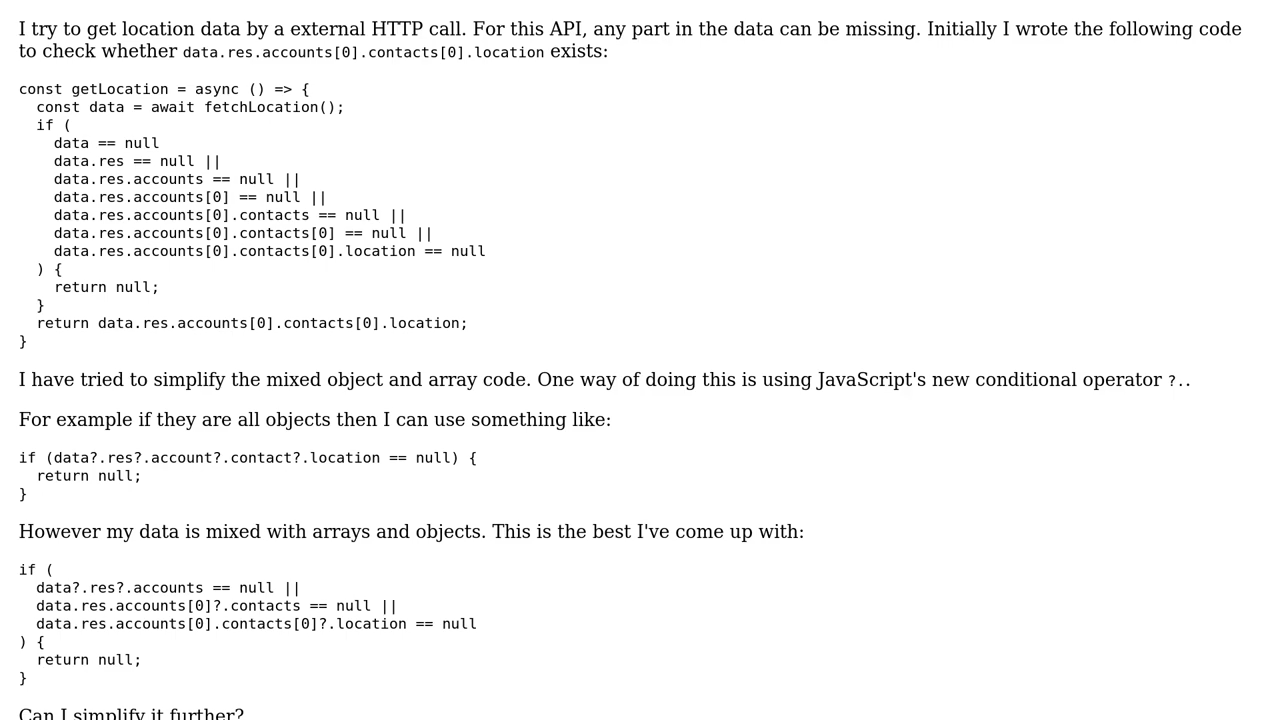 I try to get location data by a external HTTP call. For this API, any part in the data can be missing. Initially I wrote the following code
to check whether data.res.accounts[0].contacts[0].location exists:
const getLocation = async () => {
  const data = await fetchLocation();
  if (
    data == null
    data.res == null ||
    data.res.accounts == null ||
    data.res.accounts[0] == null ||
    data.res.accounts[0].contacts == null ||
    data.res.accounts[0].contacts[0] == null ||
    data.res.accounts[0].contacts[0].location == null
  ) {
    return null;
  }
  return data.res.accounts[0].contacts[0].location;
}
I have tried to simplify the mixed object and array code. One way of doing this is using JavaScript's new conditional operator ?..
For example if they are all objects then I can use something like:
if (data?.res?.account?.contact?.location == null) {
  return null;
}
However my data is mixed with arrays and objects. This is the best I've come up with:
if (
  data?.res?.accounts == null ||
  data.res.accounts[0]?.contacts == null ||
  data.res.accounts[0].contacts[0]?.location == null
) {
  return null;
}
Can I simplify it further?